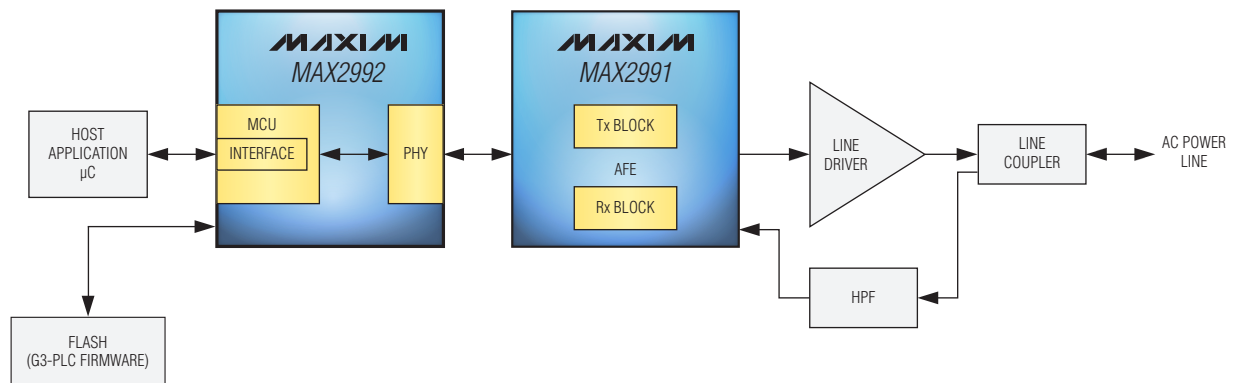 MAXIM
MAX2992
MAXIM
MAX2991
HOST
APPLICATION
µC
MCU
INTERFACE
PHY
Tx BLOCK
AFE
Rx BLOCK
LINE
DRIVER
LINE
COUPLER
AC POWER
LINE
HPF
FLASH
(G3-PLC FIRMWARE)